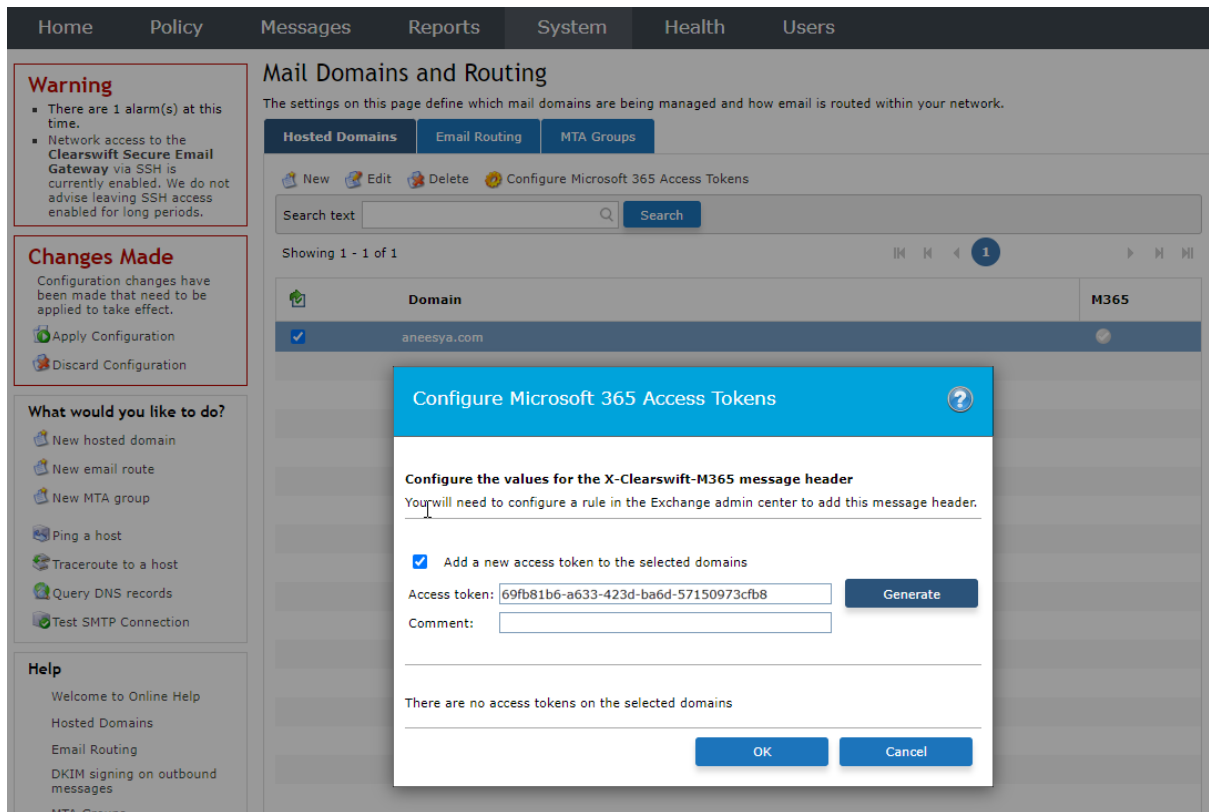 Home Policy Messages Reports System Health Users
Warning
There are 1 alarm(s) at this
time.
Network access to the
Clearswift Secure Email
Gateway via SSH is
currently enabled. We do not
advise leaving SSH access
enabled for long periods.
Changes Made
Configuration changes have
been made that need to be
applied to take effect.
Apply Configuration
Discard Configuration
What would you like to do?
New hosted domain
New email route
New MTA group
Ping a host
Traceroute to a host
Query DNS records
Test SMTP Connection
Help
Welcome to Online Help
Hosted Domains
Email Routing
DKIM signing on outbound
messages
MTA Groups
Mail Domains and Routing
The settings on this page define which mail domains are being managed and how email is routed within your network.
Hosted Domains Email Routing MTA Groups
New Edit Delete Configure Microsoft 365 Access Tokens
Search text Search
Showing 1 - 1 of 1 1
Domain M365
aneesya.com
Configure Microsoft 365 Access Tokens ?
Configure the values for the X-Clearswift-M365 message header
You will need to configure a rule in the Exchange admin center to add this message header.
Add a new access token to the selected domains
Access token: 69fb81b6-a633-423d-ba6d-57150973cfb8 Generate
Comment:
There are no access tokens on the selected domains
OK Cancel